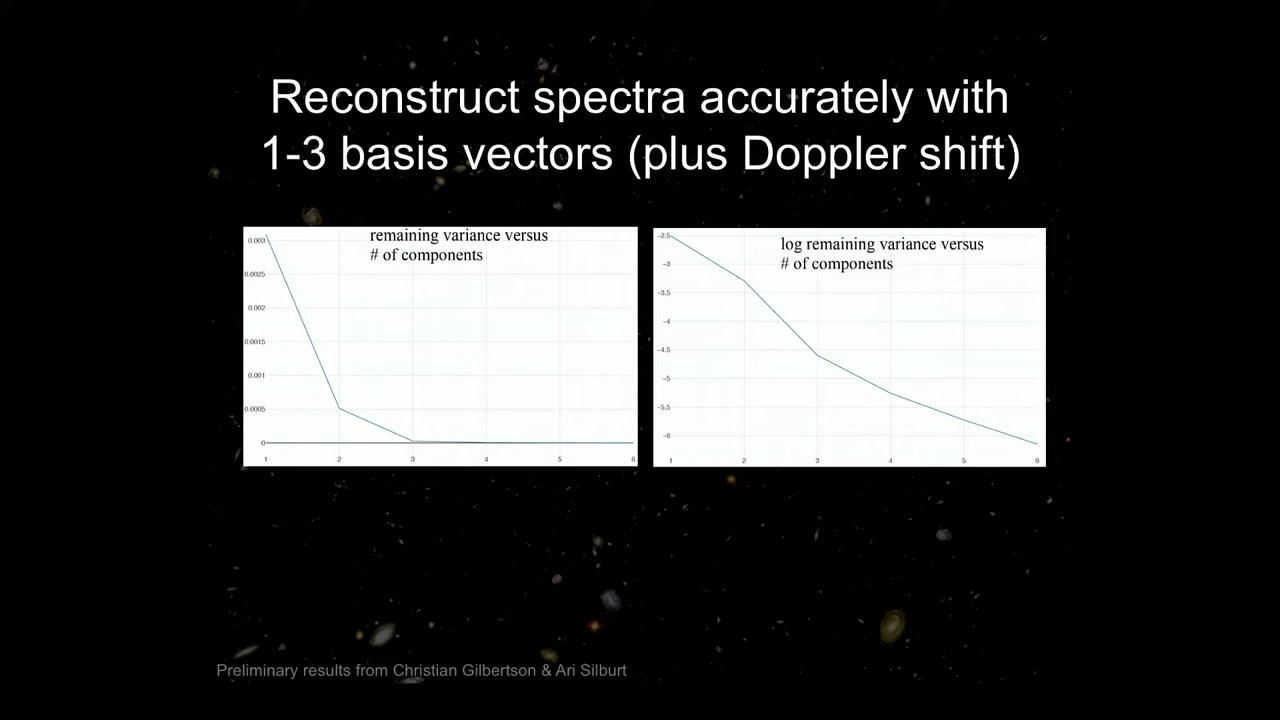 Reconstruct spectra accurately with
1-3 basis vectors (plus Doppler shift)
remaining variance versus
# of components
0.003
0.0025
0.002
0.0015
0.001
0.0005
0
1 2 3 4 5 6
log remaining variance versus
# of components
−2.5
−3
−3.5
−4
−4.5
−5
−5.5
−6
1 2 3 4 5 6
Preliminary results from Christian Gilbertson & Ari Silburt